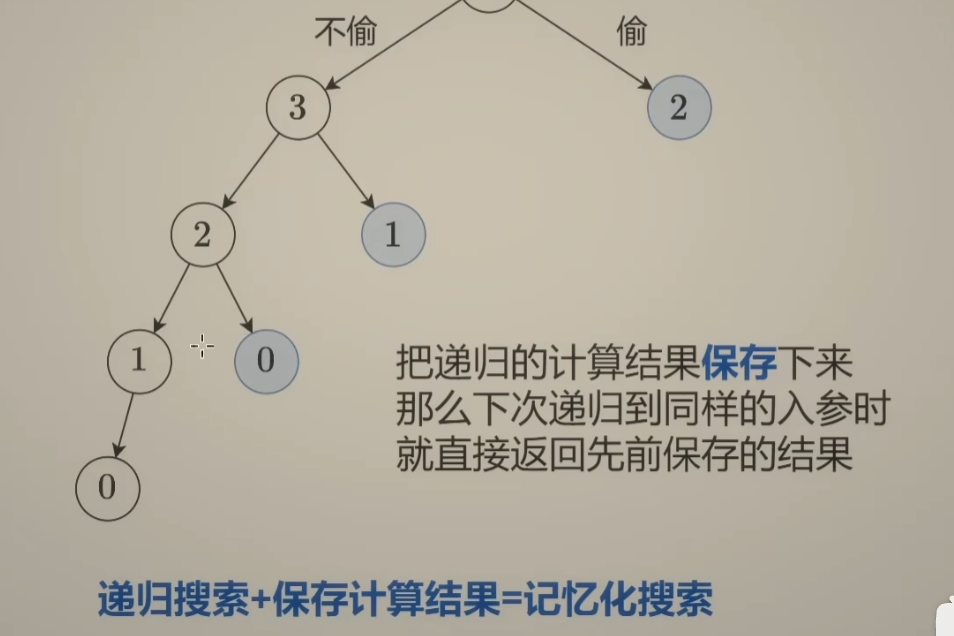 不偷 偷
3 2
2 1
1 0
把递归的计算结果保存下来
那么下次递归到同样的入参时
就直接返回先前保存的结果
0
递归搜索+保存计算结果=记忆化搜索